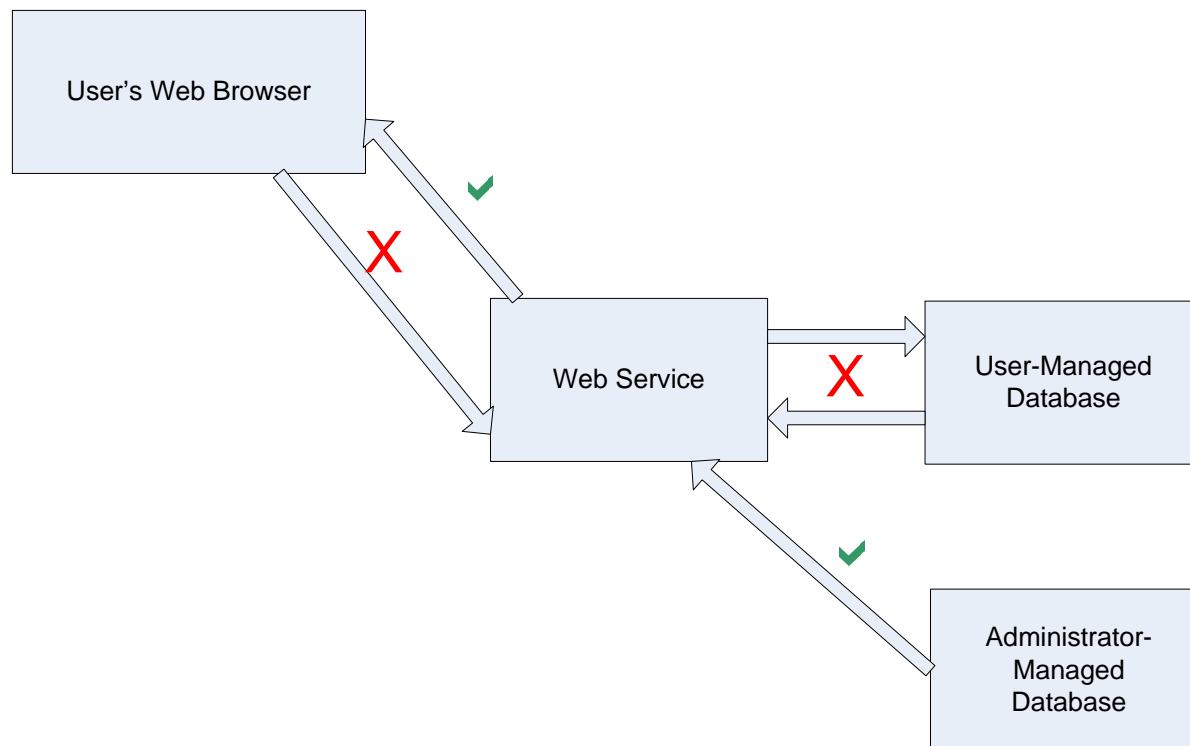 User’s Web Browser
X
Web Service
X
User-Managed
Database
Administrator-
Managed
Database